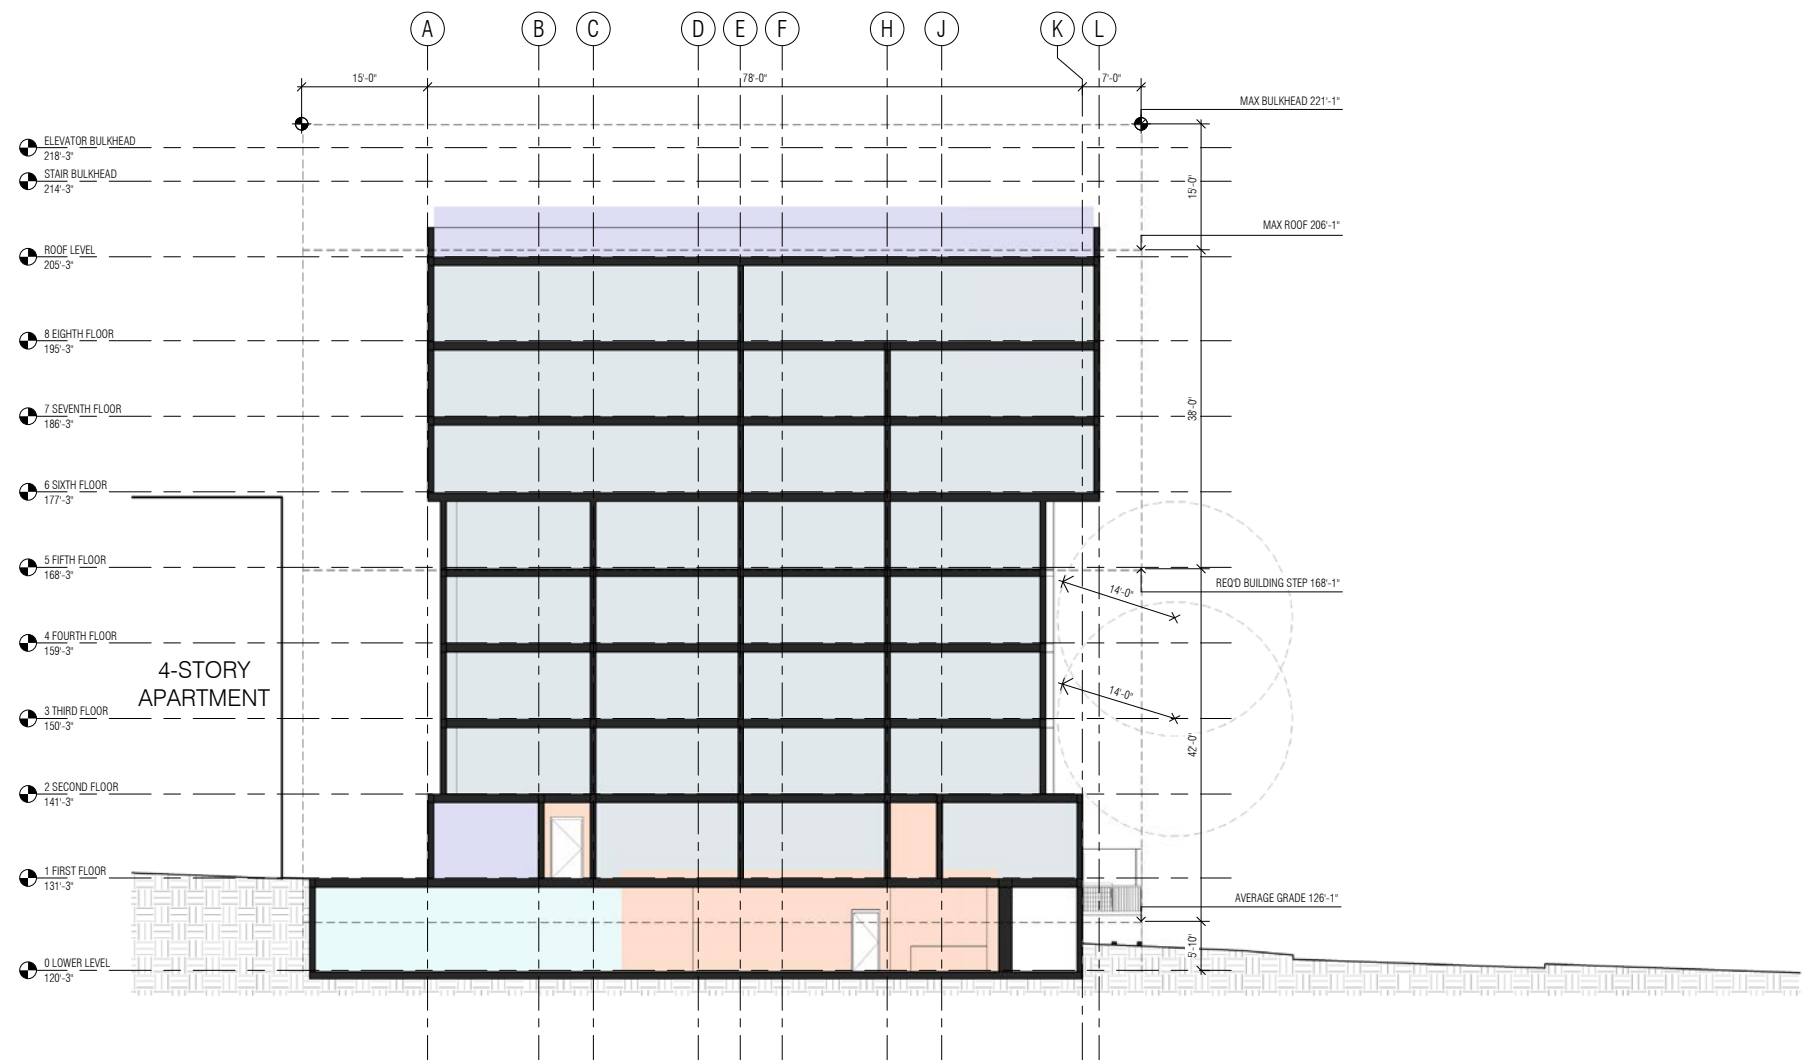 A
B
C
D
E
F
H
J
K
L
15'-0"
78'-0"
7'-0"
MAX BULKHEAD 221'-1"
ELEVATOR BULKHEAD
218'-3"
STAIR BULKHEAD
214'-3"
15'-0"
MAX ROOF 206'-1"
ROOF LEVEL
205'-3"
8 EIGHTH FLOOR
195'-3"
7 SEVENTH FLOOR
186'-3"
38'-0"
6 SIXTH FLOOR
177'-3"
5 FIFTH FLOOR
168'-3"
REQ'D BUILDING STEP 168'-1"
14'-0"
4 FOURTH FLOOR
159'-3"
4-STORY
APARTMENT
14'-0"
3 THIRD FLOOR
150'-3"
42'-0"
2 SECOND FLOOR
141'-3"
1 FIRST FLOOR
131'-3"
AVERAGE GRADE 126'-1"
5'-10"
0 LOWER LEVEL
120'-3"